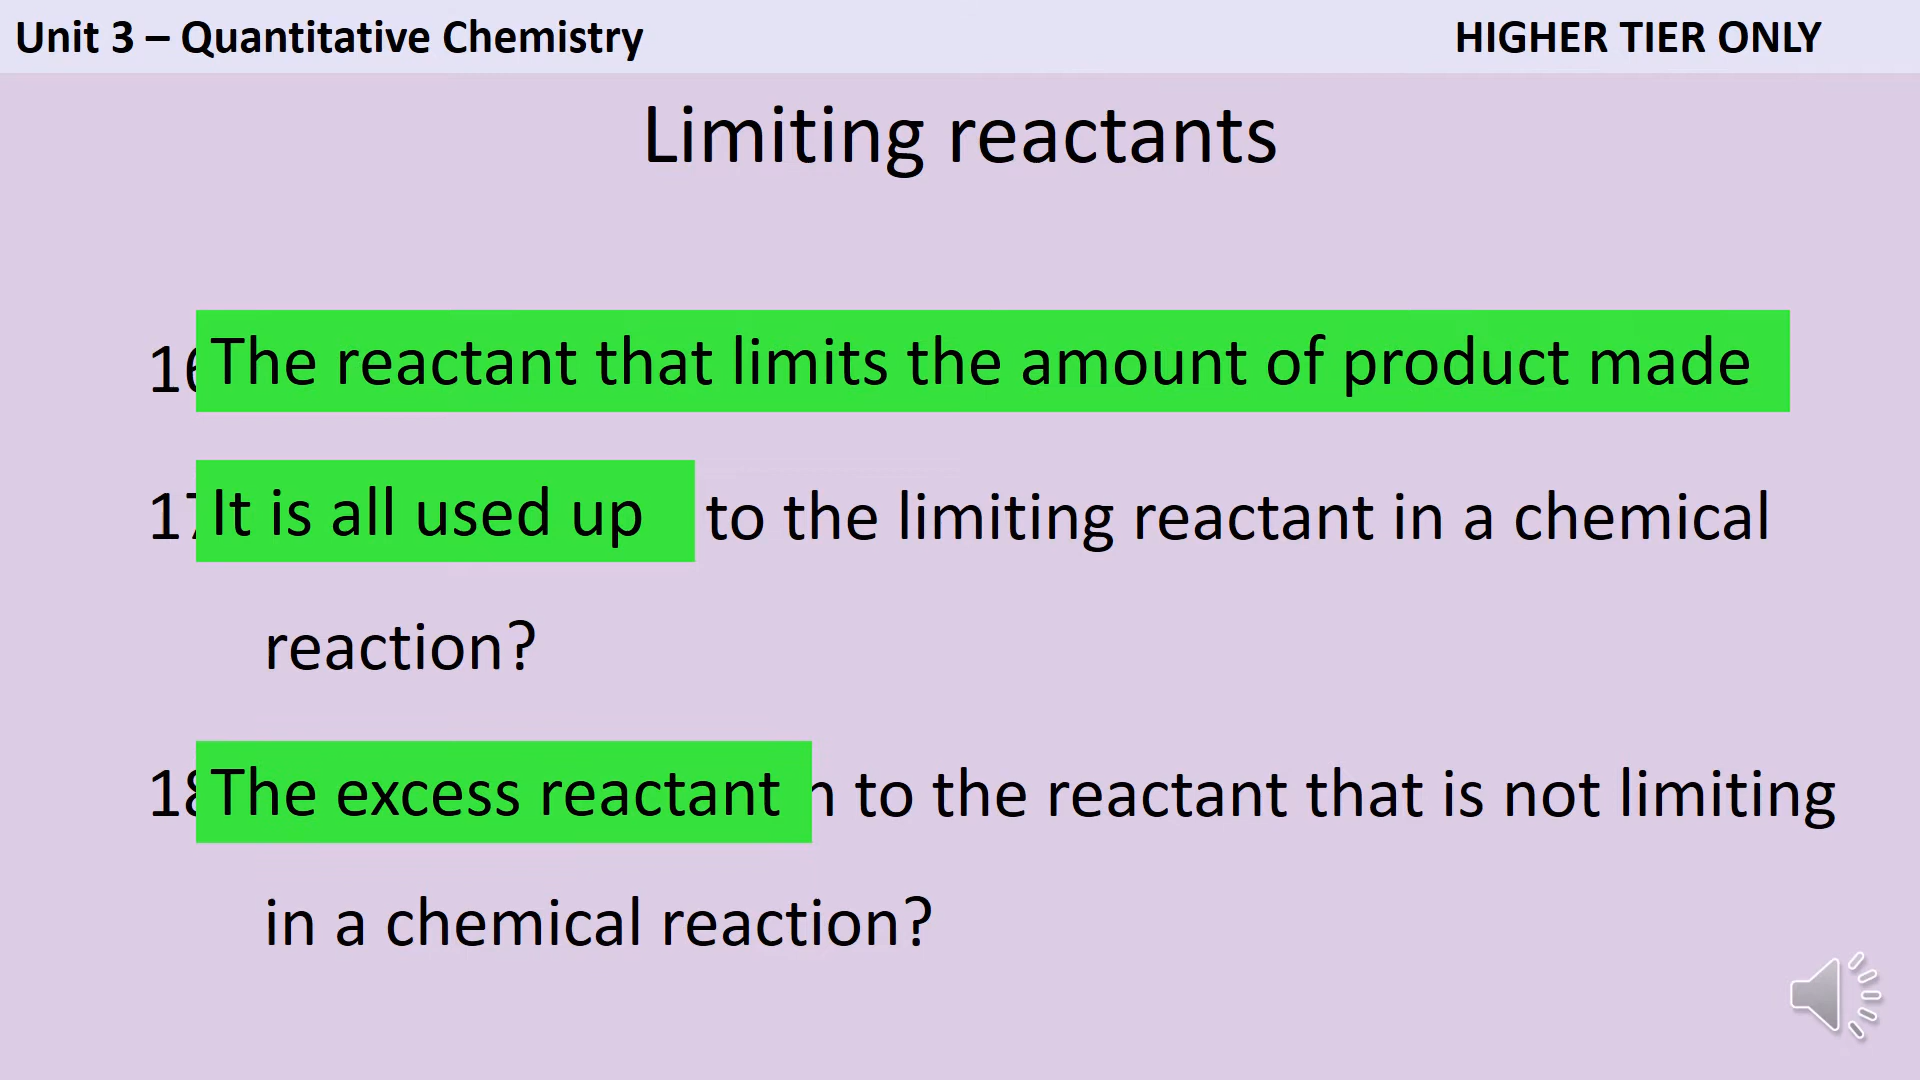 Unit 3 – Quantitative Chemistry HIGHER TIER ONLY
Limiting reactants
The reactant that limits the amount of product made
It is all used up to the limiting reactant in a chemical
reaction?
The excess reactant to the reactant that is not limiting
in a chemical reaction?